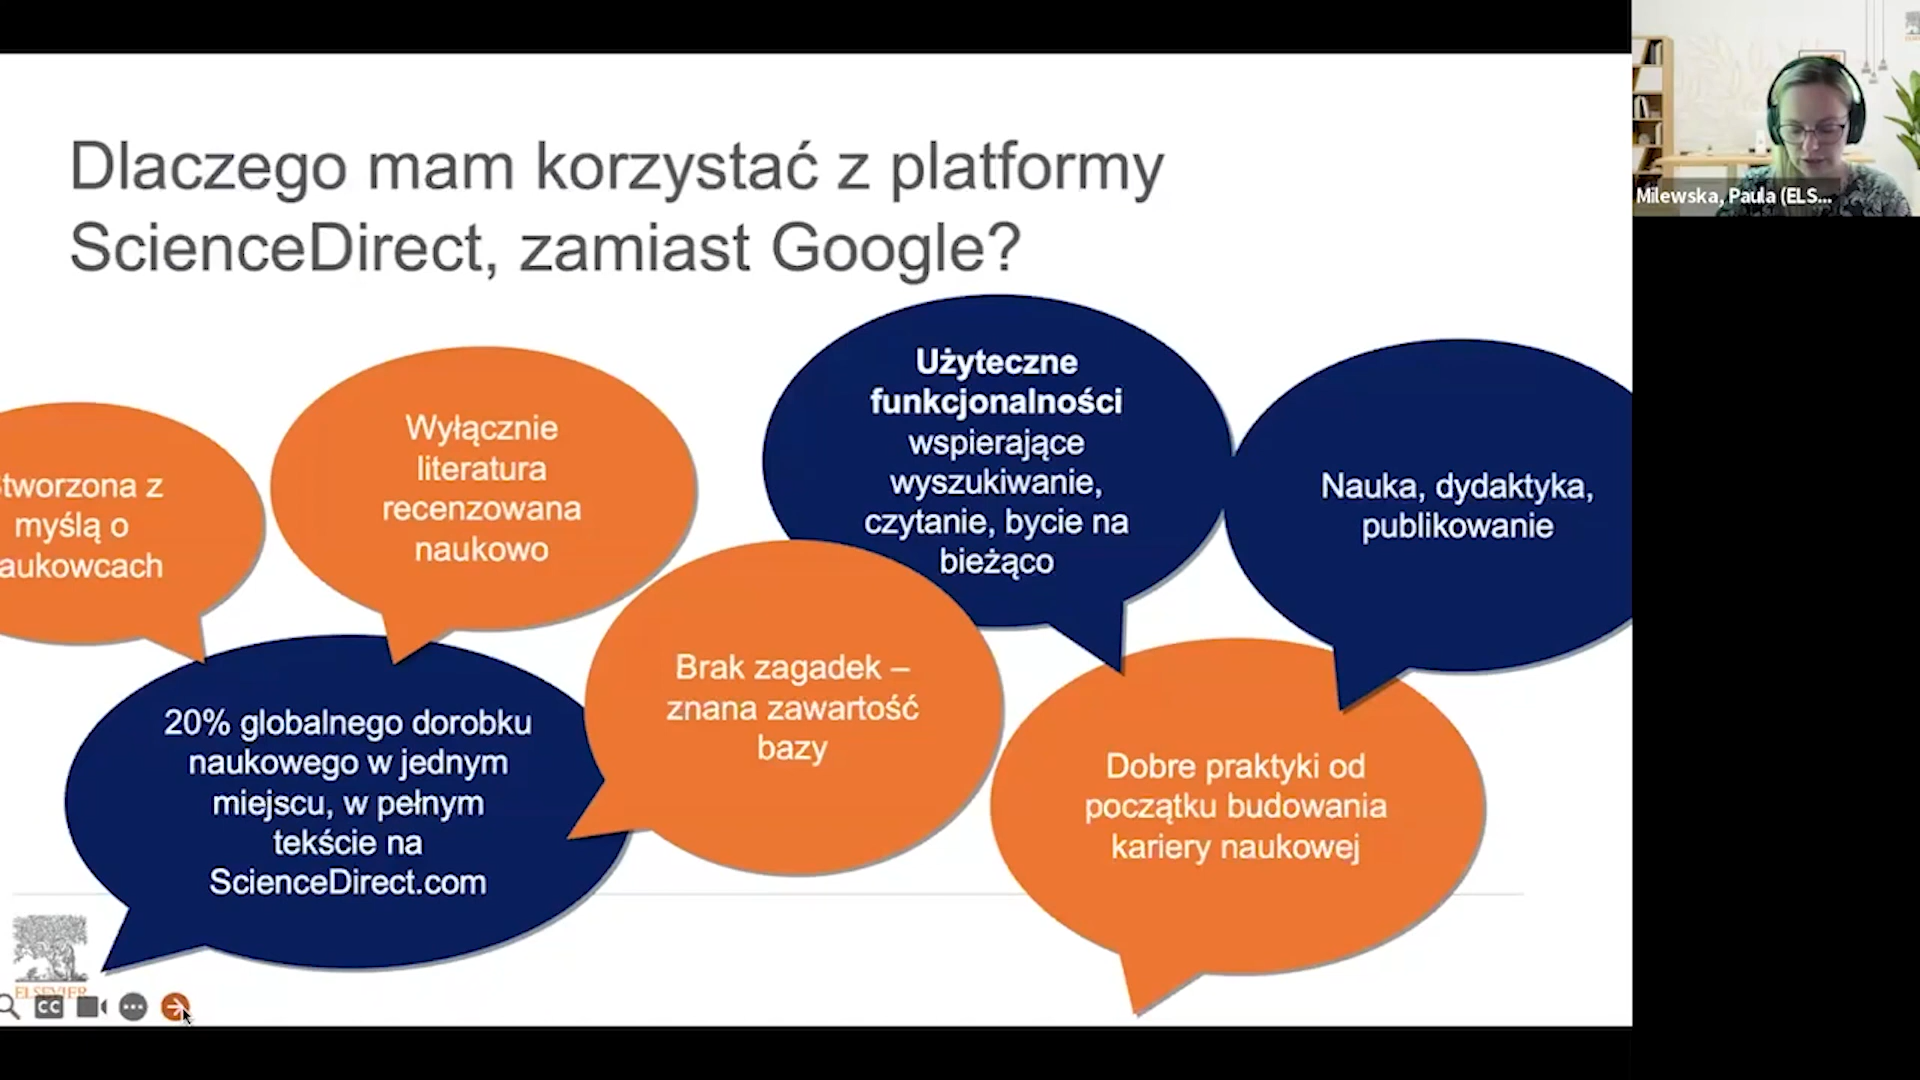 Dlaczego mam korzystać z platformy
ScienceDirect, zamiast Google?
Milewska, Paula (ELS...
tworzona z
myślą o
aukowcach
Wyłącznie
literatura
recenzowana
naukowo
Użyteczne
funkcjonalności
wspierające
wyszukiwanie,
czytanie, bycie na
bieżąco
Nauka, dydaktyka,
publikowanie
20% globalnego dorobku
naukowego w jednym
miejscu, w pełnym
tekście na
ScienceDirect.com
Brak zagadek –
znana zawartość
bazy
Dobre praktyki od
początku budowania
kariery naukowej
ELSEVIER
CC